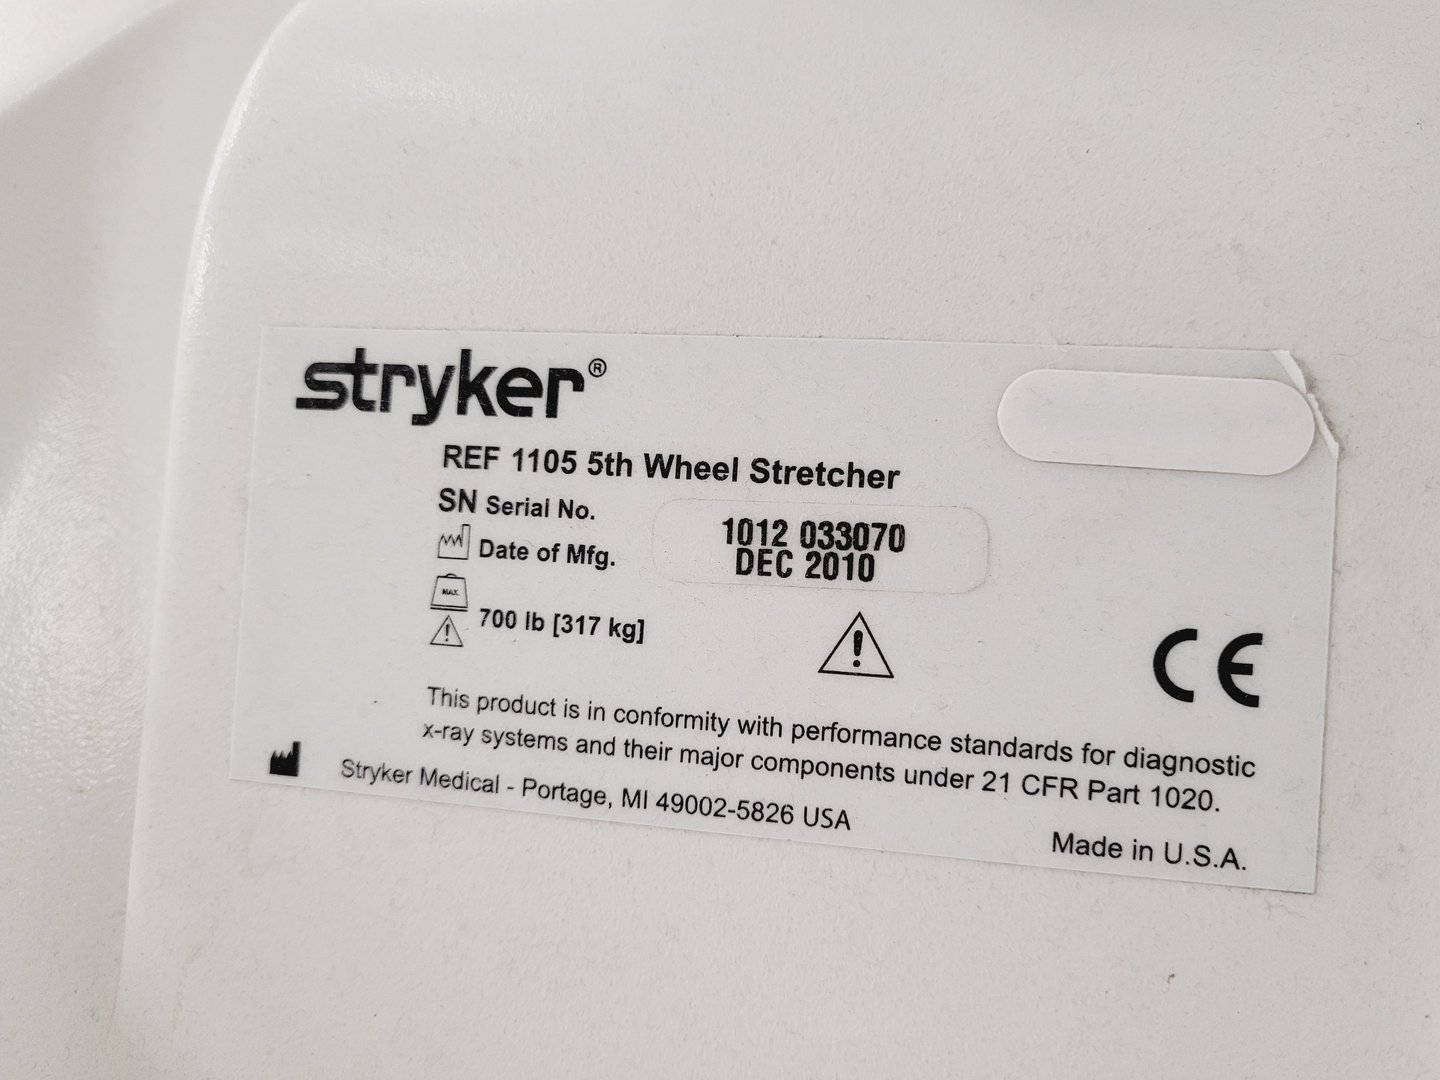 stryker®
REF 1105 5th Wheel Stretcher
SN Serial No. 1012 033070
Date of Mfg. DEC 2010
MAX
700 lb [317 kg]
!
!
CE
This product is in conformity with performance standards for diagnostic
x-ray systems and their major components under 21 CFR Part 1020.
Stryker Medical - Portage, MI 49002-5826 USA
Made in U.S.A.